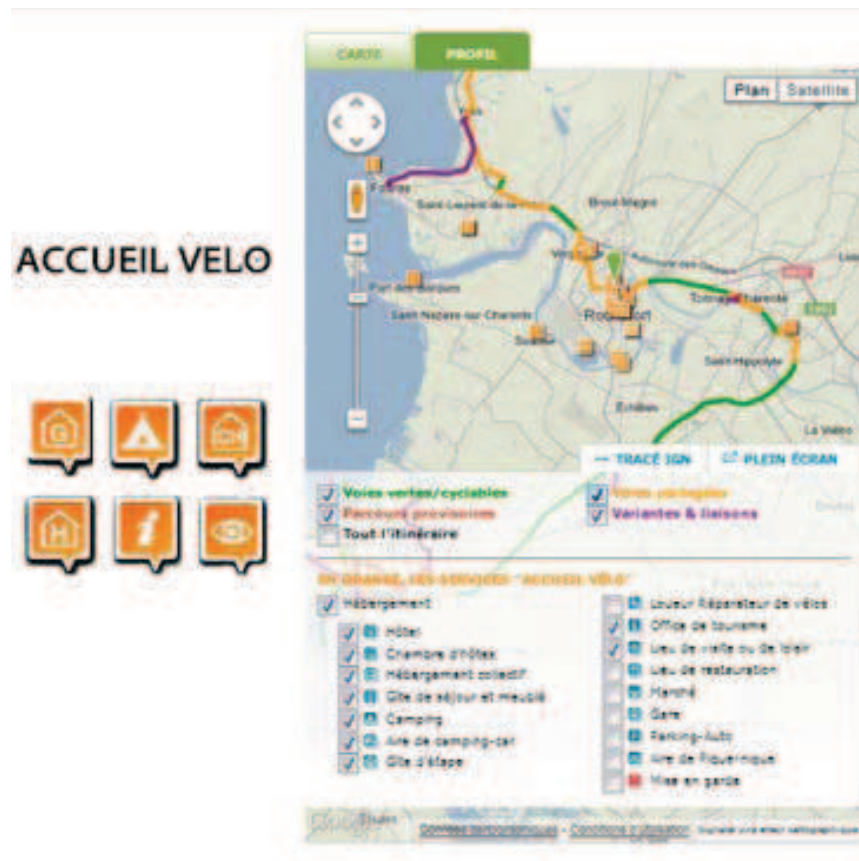 CARTE
PROFIL
Plan
Satellite
Fouras
Saint-Laurent-de-la
Breuil-Magné
Port-des-Barques
Saint-Nazaire-sur-Charente
Rochefort
Tonnay-Charente
Soubise
Saint-Hippolyte
Échillais
ACCUEIL VELO
G
CH
H
i
TRACÉ IGN
PLEIN ÉCRAN
Voies vertes/cyclables
Voies partagées
Parcours provisoires
Variantes & liaisons
Tout l'itinéraire
EN ORANGE, LES SERVICES "ACCUEIL VÉLO"
Hébergement
Hôtel
Chambre d'hôtes
Hébergement collectif
Gîte de séjour et meublé
Camping
Aire de camping-car
Gîte d'étape
Loueur Réparateur de vélos
Office de tourisme
Lieu de visite ou de loisir
Lieu de restauration
Marché
Gare
Parking-Auto
Aire de Pique-nique
Mise en garde
Données cartographiques - Conditions d'utilisation